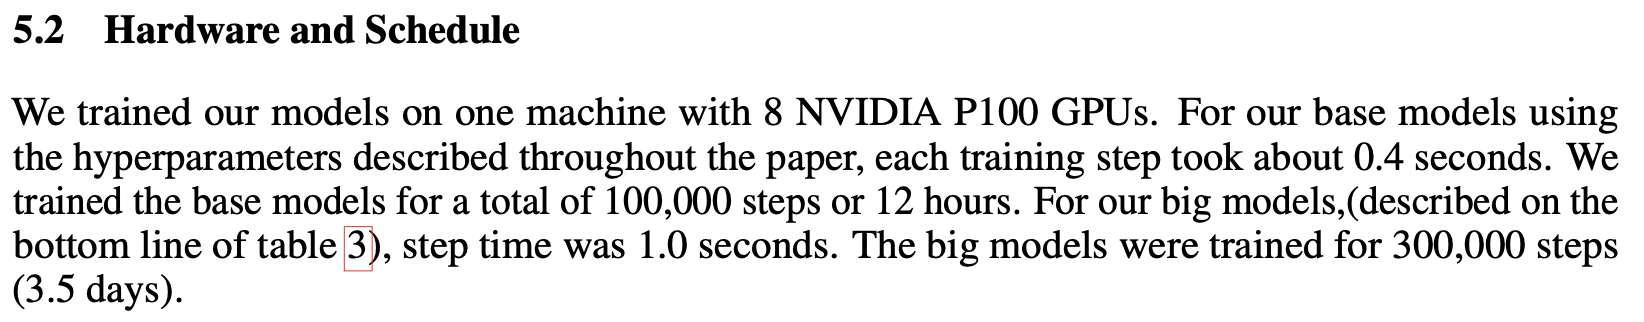 5.2 Hardware and Schedule
We trained our models on one machine with 8 NVIDIA P100 GPUs. For our base models using
the hyperparameters described throughout the paper, each training step took about 0.4 seconds. We
trained the base models for a total of 100,000 steps or 12 hours. For our big models,(described on the
bottom line of table 3), step time was 1.0 seconds. The big models were trained for 300,000 steps
(3.5 days).